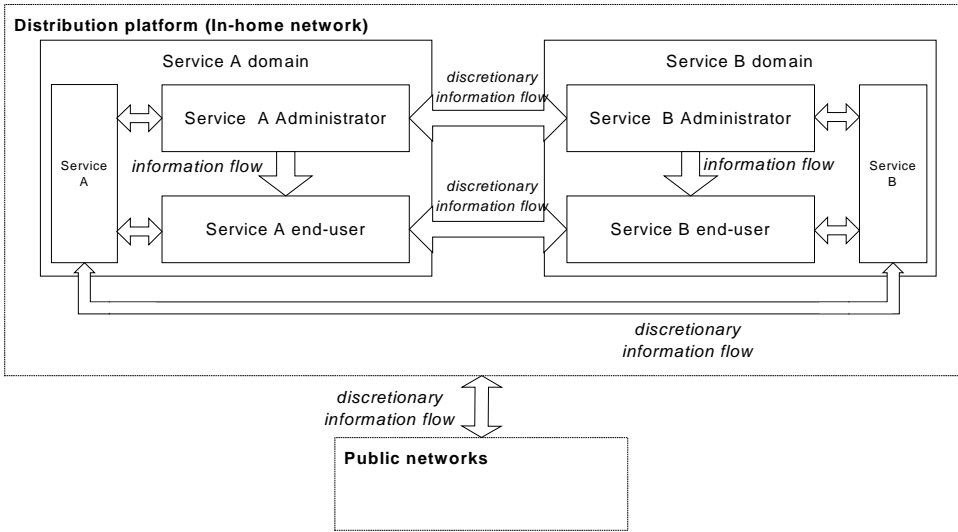 Distribution platform (In-home network)
Service A domain
Service B domain
discretionary
information flow
Service A Administrator
Service B Administrator
Service
A
information flow
information flow
Service
B
discretionary
information flow
Service A end-user
Service B end-user
discretionary
information flow
discretionary
information flow
Public networks